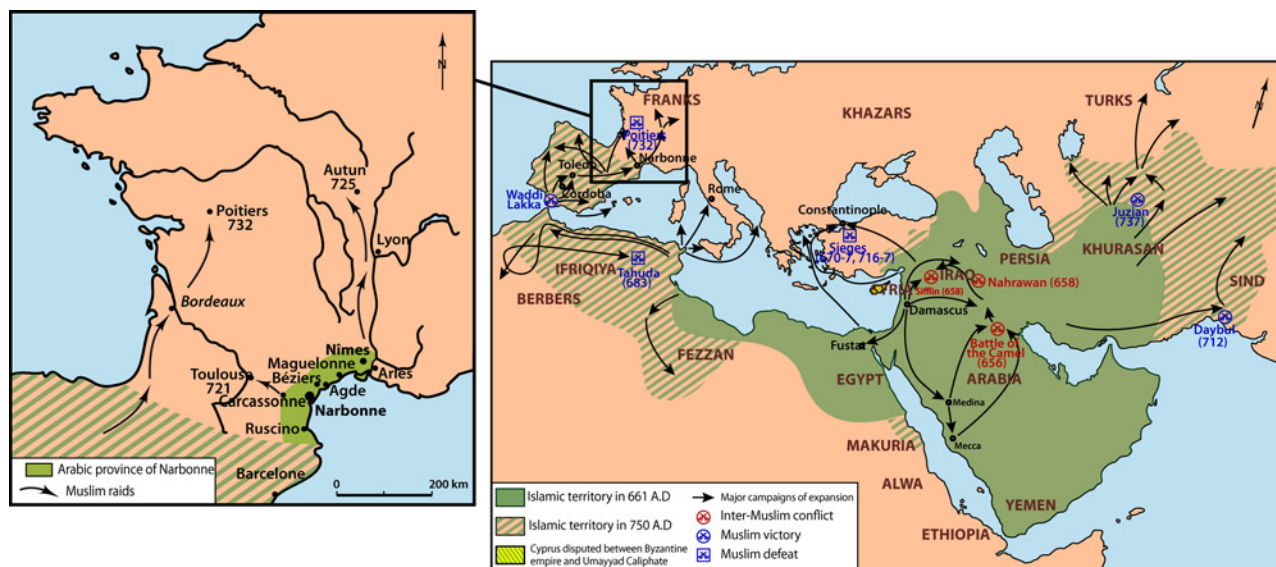 N
Autun
725
Poitiers
732
Lyon
Bordeaux
Nîmes
Maguelonne
Toulouse
721
Béziers
Arles
Agde
Carcassonne
Narbonne
Ruscino
Barcelone
Arabic province of Narbonne
Muslim raids
0
200 km
N
FRANKS
KHAZARS
TURKS
Poitiers
(732)
Narbonne
Toledo
Cordoba
Waddi
Lakka
Rome
Constantinople
Sieges
(670-7, 716-7)
Juzjan
(737)
KHURASAN
PERSIA
IFRIQIYA
Tahuda
(683)
BERBERS
SYRIA
IRAQ
Siffin (658)
Nahrawan (658)
SIND
Damascus
Daybul
(712)
Fustat
Battle of
the Camel
(656)
FEZZAN
EGYPT
ARABIA
Medina
Mecca
MAKURIA
ALWA
YEMEN
ETHIOPIA
Islamic territory in 661 A.D
Islamic territory in 750 A.D
Cyprus disputed between Byzantine
empire and Umayyad Caliphate
Major campaigns of expansion
Inter-Muslim conflict
Muslim victory
Muslim defeat